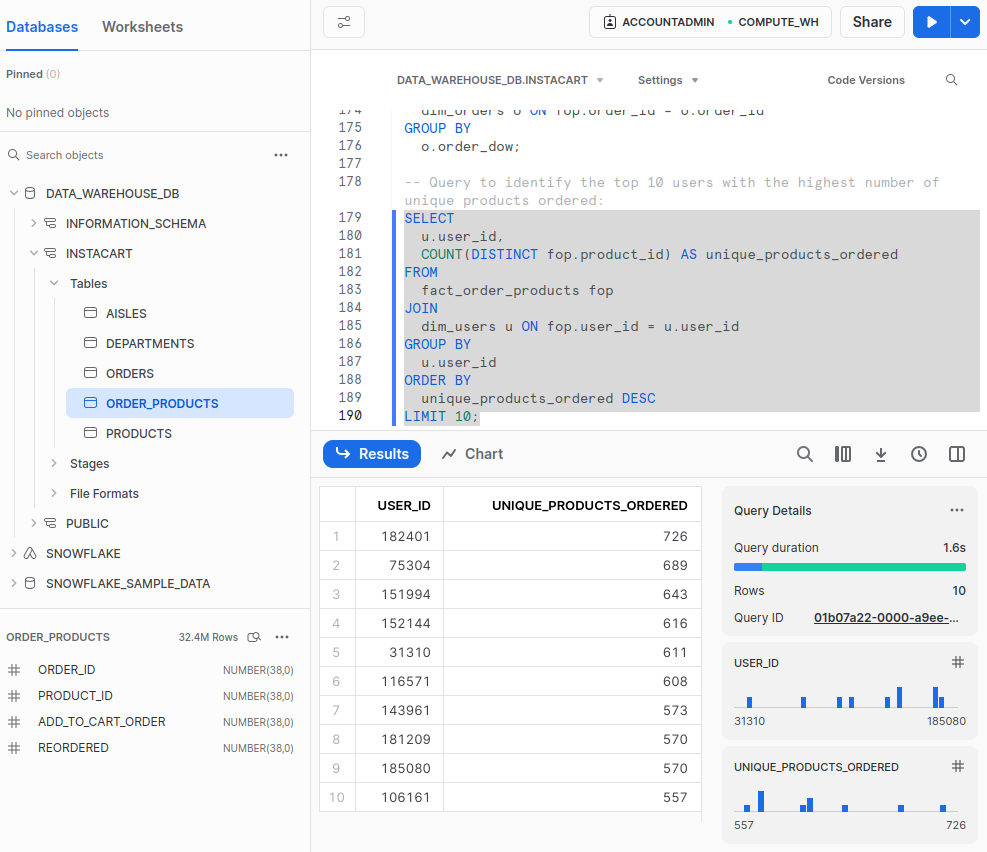 Databases Worksheets
Pinned (0)
No pinned objects
Search objects
DATA_WAREHOUSE_DB
INFORMATION_SCHEMA
INSTACART
Tables
AISLES
DEPARTMENTS
ORDERS
ORDER_PRODUCTS
PRODUCTS
Stages
File Formats
PUBLIC
SNOWFLAKE
SNOWFLAKE_SAMPLE_DATA
ORDER_PRODUCTS 32.4M Rows
ORDER_ID NUMBER(38,0)
PRODUCT_ID NUMBER(38,0)
ADD_TO_CART_ORDER NUMBER(38,0)
REORDERED NUMBER(38,0)
ACCOUNTADMIN COMPUTE_WH Share
DATA_WAREHOUSE_DB.INSTACART Settings Code Versions
174 dim_orders o ON fop.order_id = o.order_id
175 GROUP BY
176 o.order_dow;
177
178 -- Query to identify the top 10 users with the highest number of
unique products ordered:
179 SELECT
180 u.user_id,
181 COUNT(DISTINCT fop.product_id) AS unique_products_ordered
182 FROM
183 fact_order_products fop
184 JOIN
185 dim_users u ON fop.user_id = u.user_id
186 GROUP BY
187 u.user_id
188 ORDER BY
189 unique_products_ordered DESC
190 LIMIT 10;
Results Chart
USER_ID UNIQUE_PRODUCTS_ORDERED
1 182401 726
2 75304 689
3 151994 643
4 152144 616
5 31310 611
6 116571 608
7 143961 573
8 181209 570
9 185080 570
10 106161 557
Query Details
Query duration 1.6s
Rows 10
Query ID 01b07a22-0000-a9ee-...
USER_ID
31310 185080
UNIQUE_PRODUCTS_ORDERED
557 726